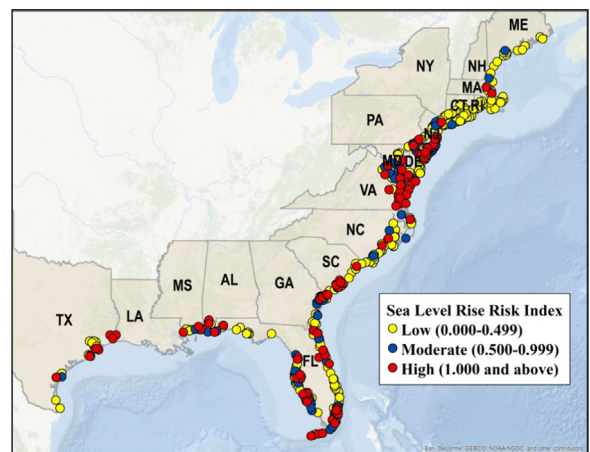 ME
NH
NY
MA
CT RI
PA
NJ
MD DE
VA
NC
SC
MS
AL
GA
TX
LA
FL
Sea Level Rise Risk Index
Low (0.000-0.499)
Moderate (0.500-0.999)
High (1.000 and above)
Esri, DeLorme, GEBCO, NOAA NGDC, and other contributors